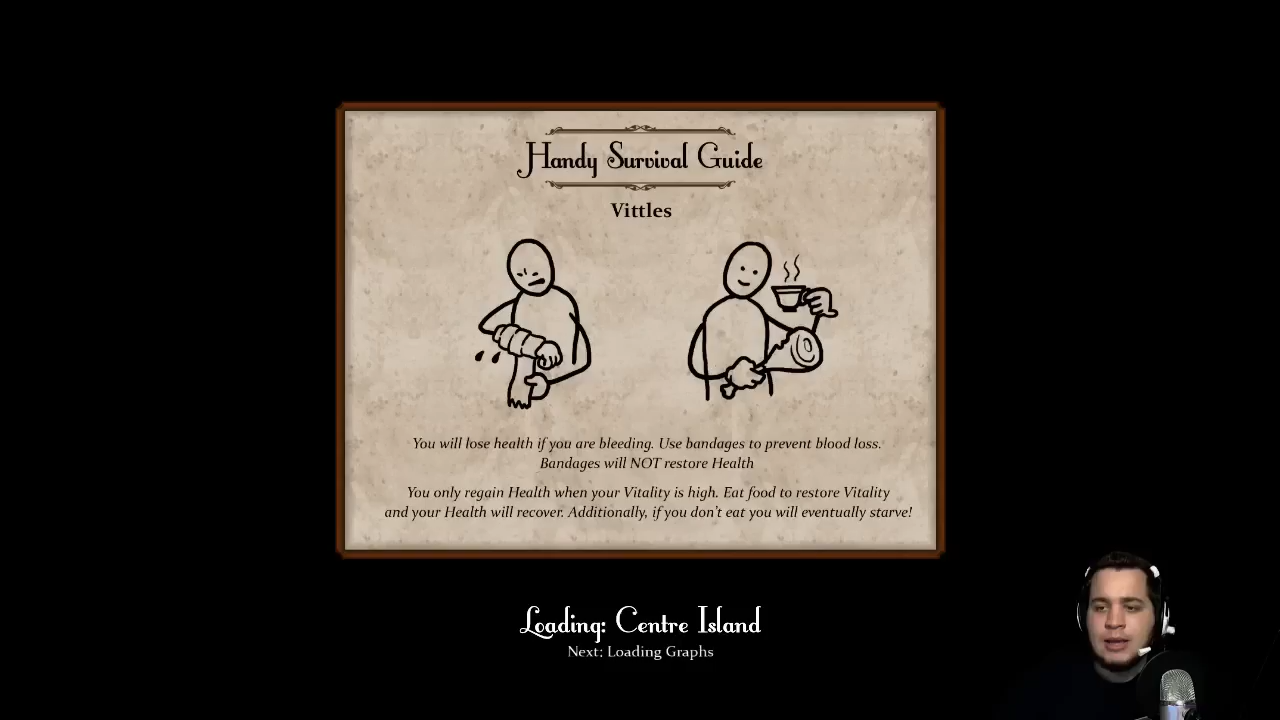 Handy Survival Guide
Vittles
You will lose health if you are bleeding. Use bandages to prevent blood loss.
Bandages will NOT restore Health
You only regain Health when your Vitality is high. Eat food to restore Vitality
and your Health will recover. Additionally, if you don't eat you will eventually starve!
Loading: Centre Island
Next: Loading Graphs